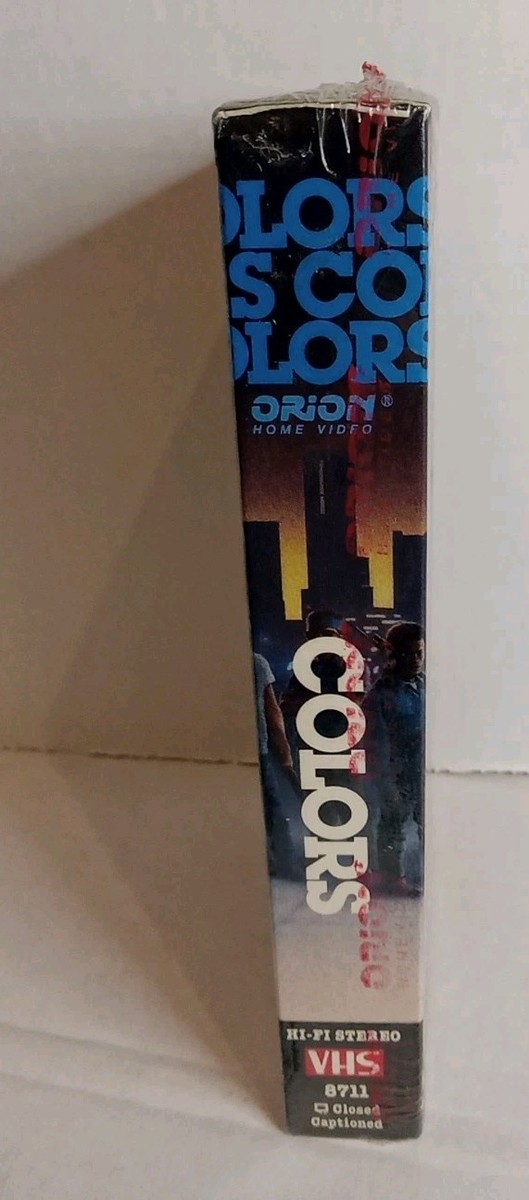 OLORS
S CO
OLORS
ORION®
HOME VIDEO
COLORS
HI-FI STEREO
VHS
8711
Closed
Captioned